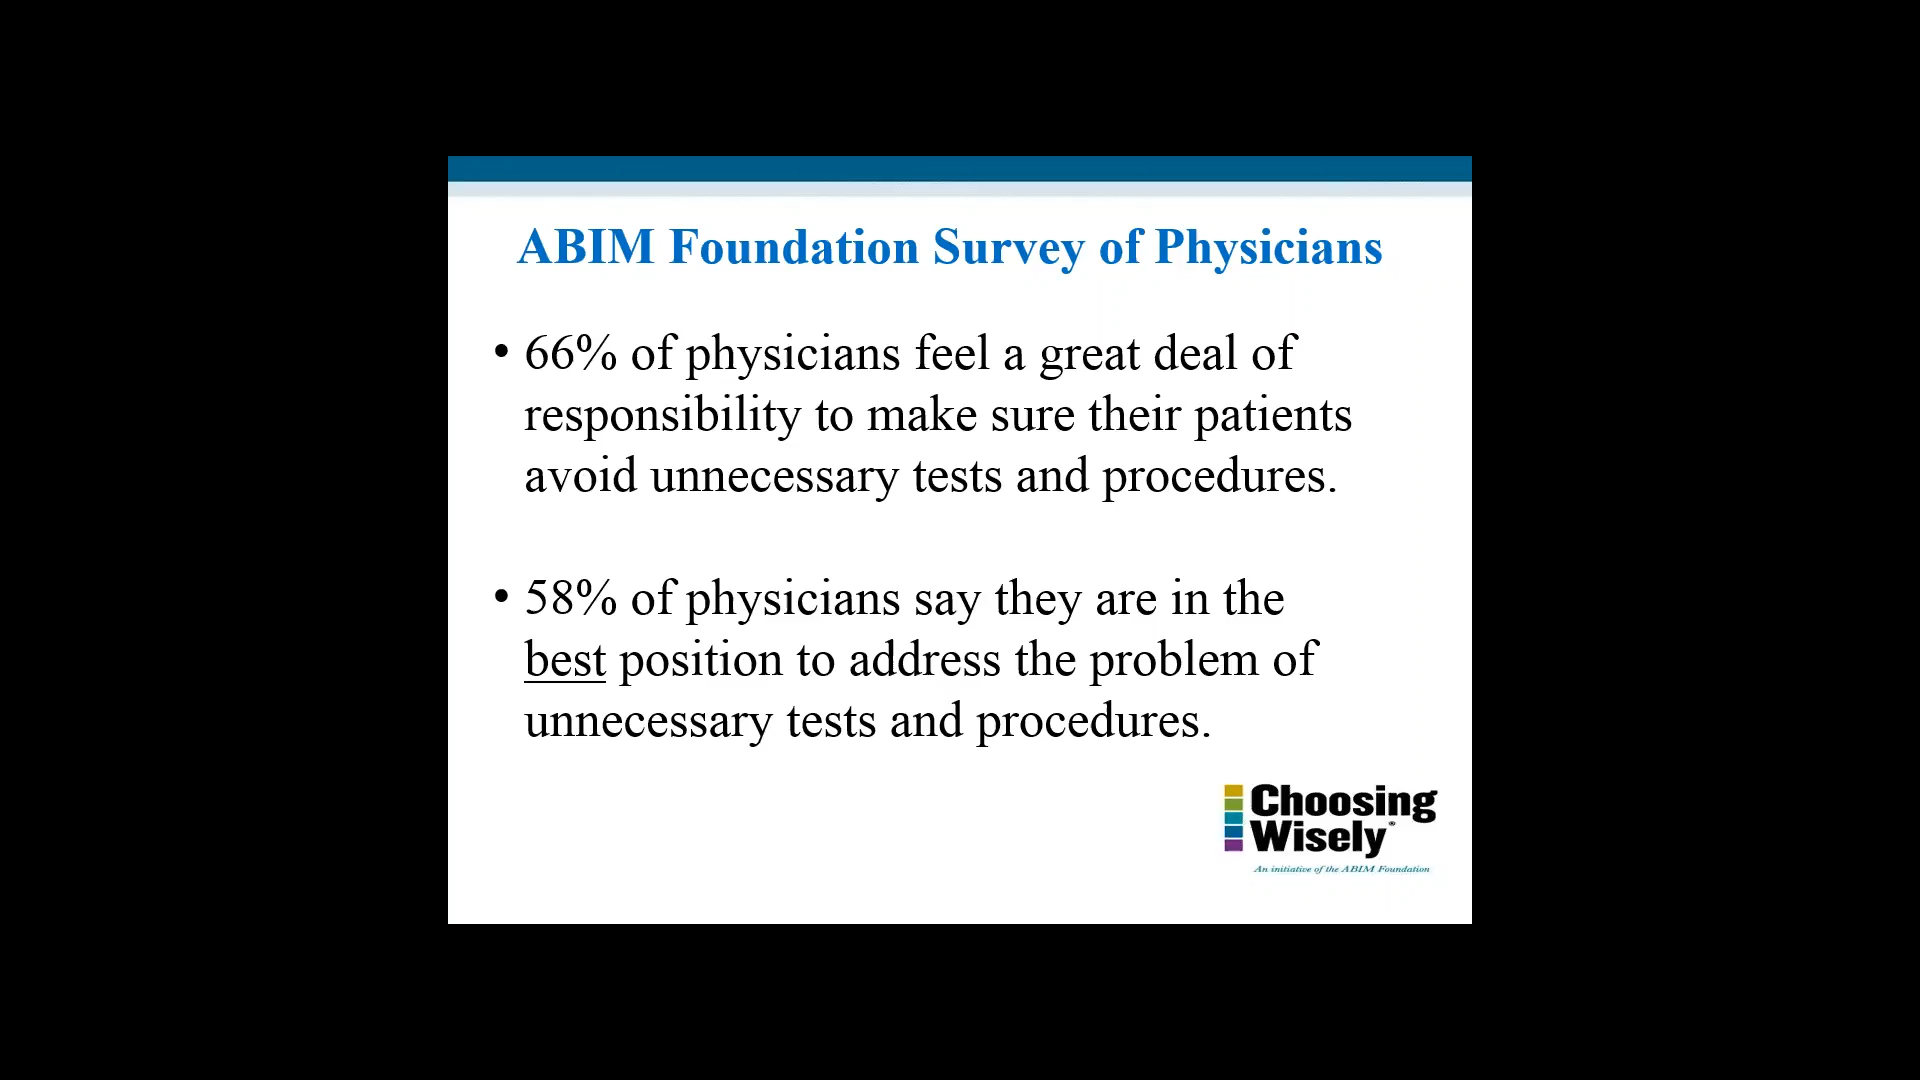 ABIM Foundation Survey of Physicians
• 66% of physicians feel a great deal of
responsibility to make sure their patients
avoid unnecessary tests and procedures.
• 58% of physicians say they are in the
best position to address the problem of
unnecessary tests and procedures.
Choosing
Wisely®
An initiative of the ABIM Foundation